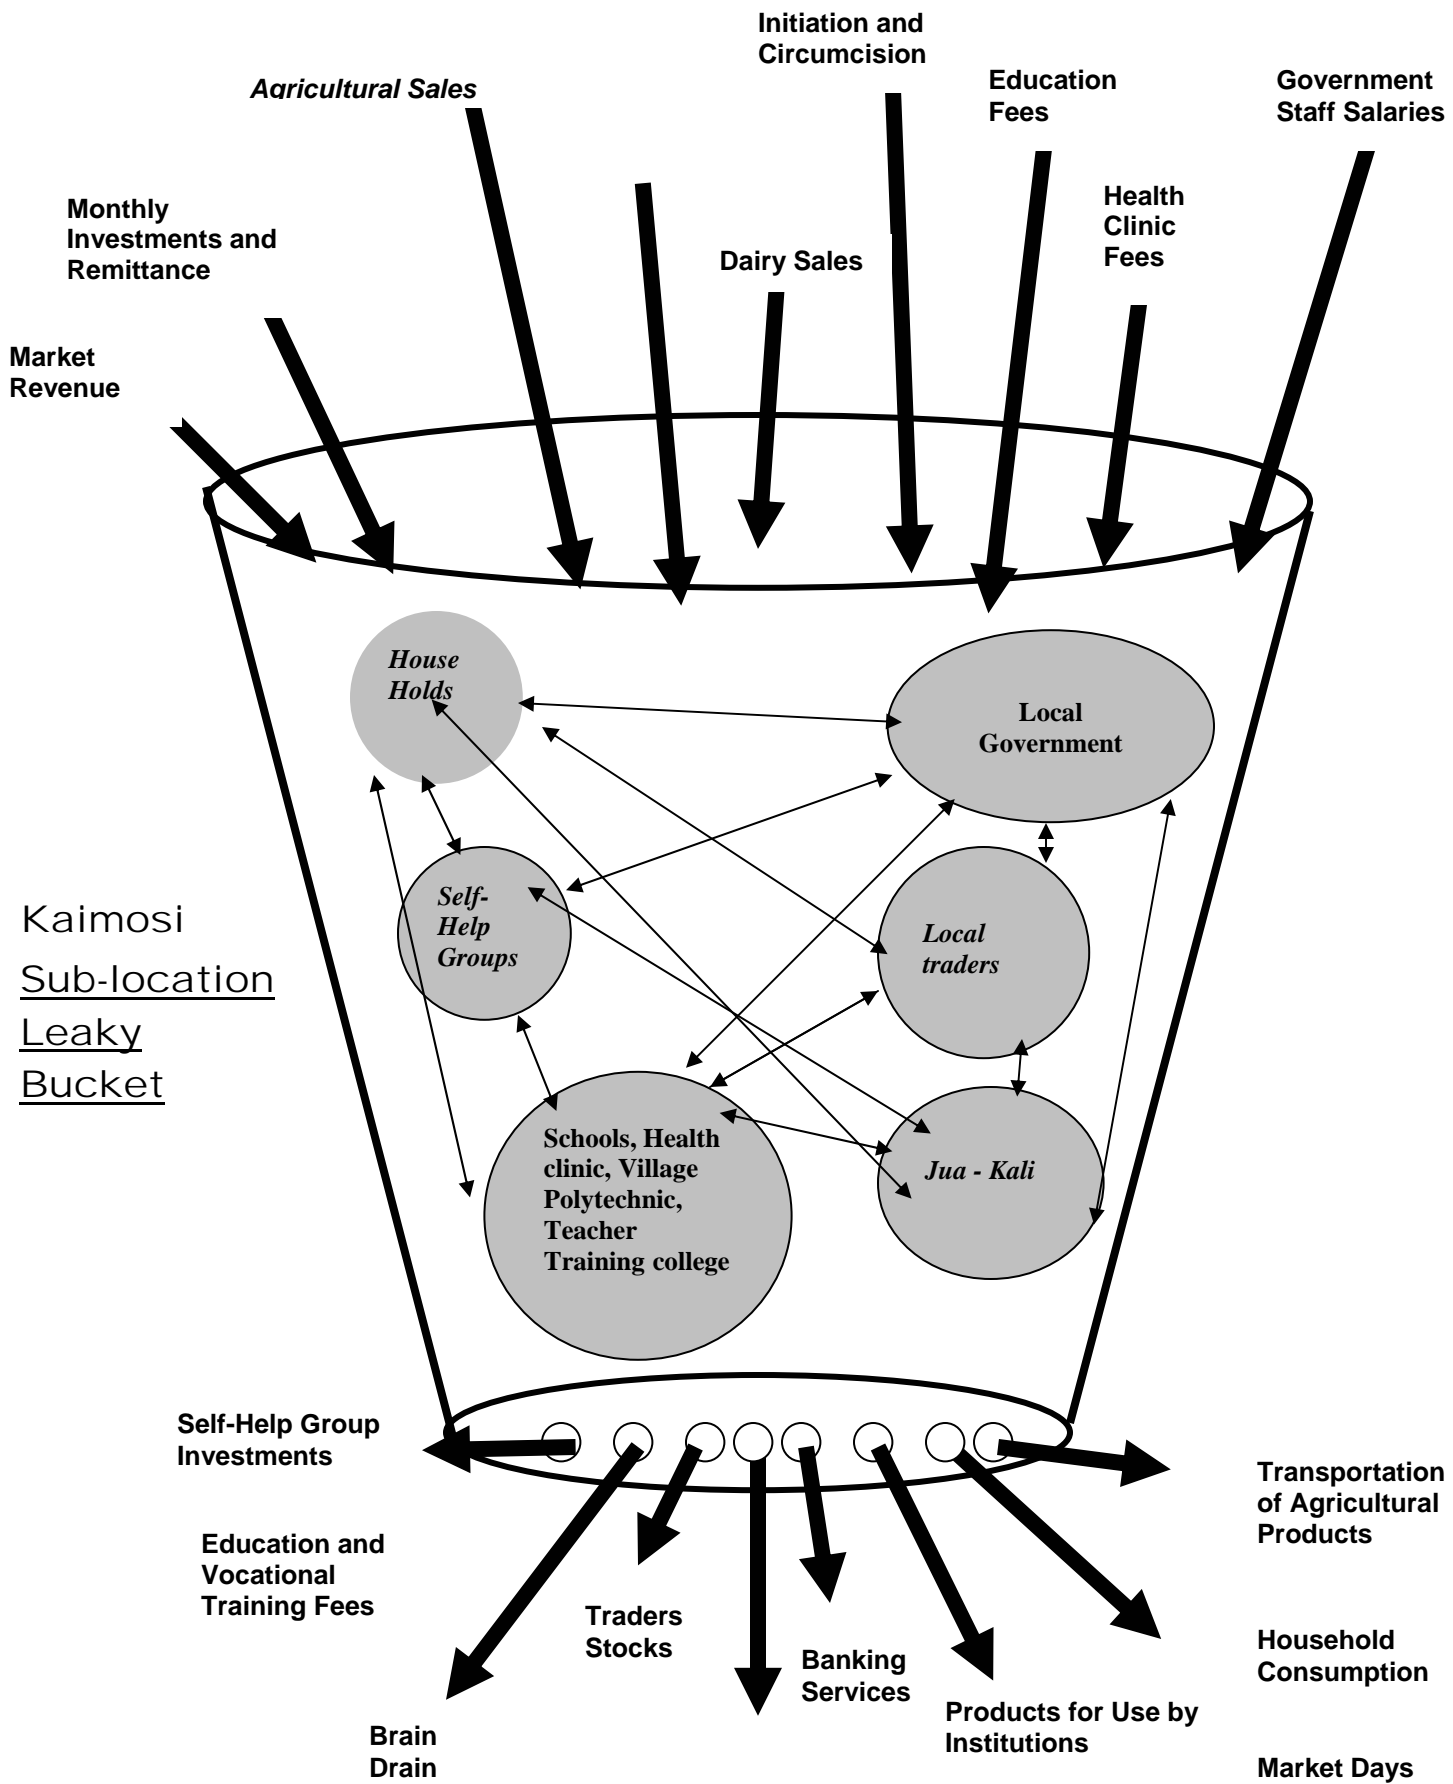 Initiation and
Circumcision
Agricultural Sales
Education
Fees
Government
Staff Salaries
Monthly
Investments and
Remittance
Health
Clinic
Fees
Dairy Sales
Market
Revenue
House
Holds
Local
Government
Self-
Help
Groups
Local
traders
Kaimosi
Sub-location
Leaky
Bucket
Schools, Health
clinic, Village
Polytechnic,
Teacher
Training college
Jua - Kali
Self-Help Group
Investments
Transportation
of Agricultural
Products
Education and
Vocational
Training Fees
Traders
Stocks
Banking
Services
Household
Consumption
Products for Use by
Institutions
Brain
Drain
Market Days